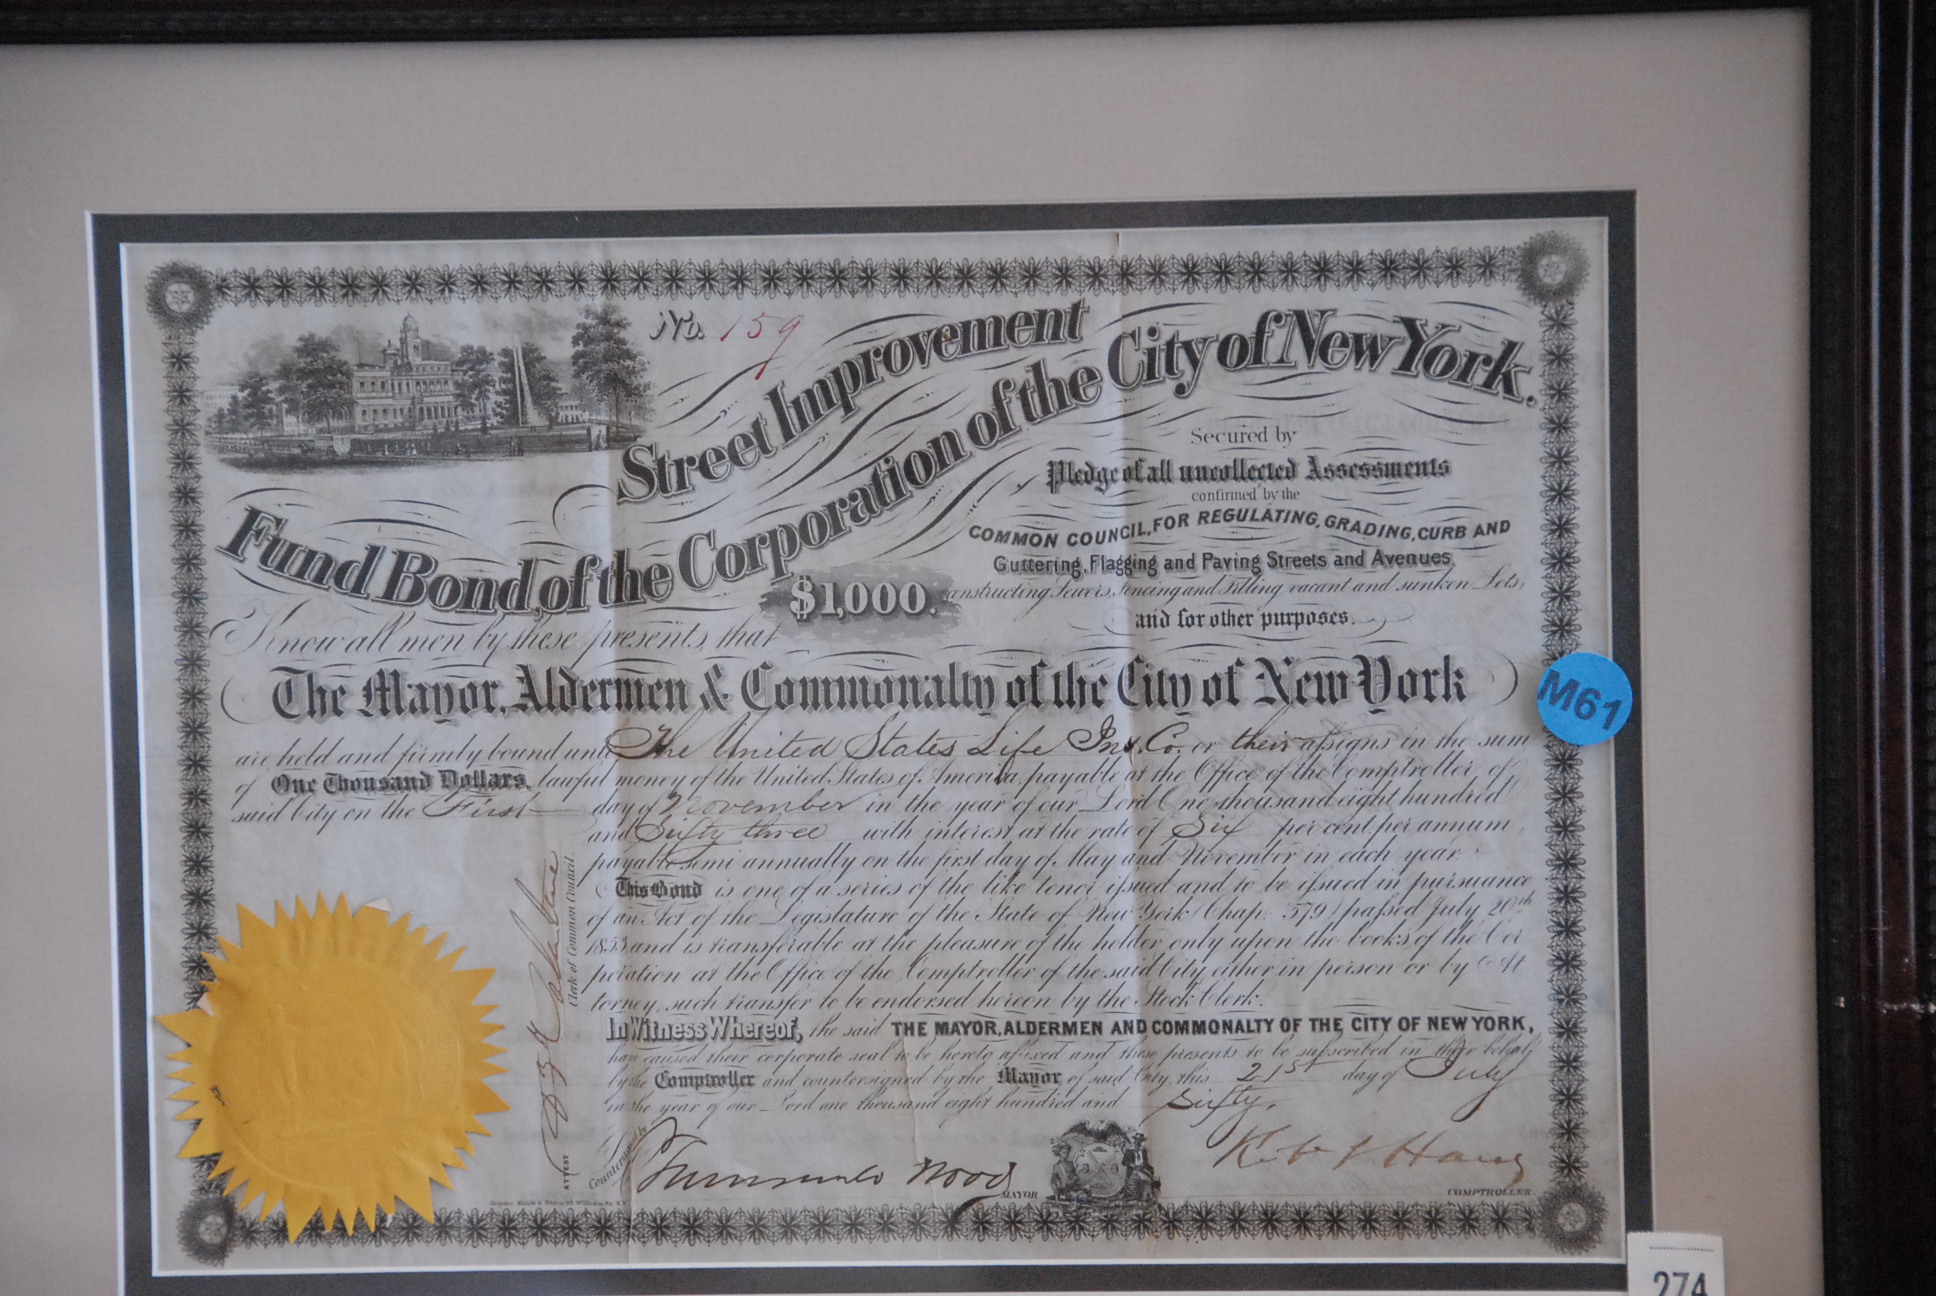 No. 159
Street Improvement
Fund Bond, of the Corporation of the City of New York.
Secured by
Pledge of all uncollected Assessments
confirmed by the
COMMON COUNCIL, FOR REGULATING, GRADING, CURB AND
Guttering, Flagging and Paving Streets and Avenues,
constructing Sewers, Fencing and Filling vacant and sunken Lots,
and for other purposes.
$1,000.
Know all men by these presents, that
The Mayor, Aldermen & Commonalty of the City of New York
M61
are held and firmly bound unto The United States Life Ins. Co. or their assigns in the sum
of One Thousand Dollars, lawful money of the United States of America, payable at the Office of the Comptroller of
said City on the First day of November in the year of our Lord One thousand eight hundred
and Sixty three with interest at the rate of Six per cent per annum,
payable semi annually on the first day of May and November in each year.
This Bond is one of a series of the like tenor issued and to be issued in pursuance
of an Act of the Legislature of the State of New York (Chap. 579) passed July 20th
1853 and is transferable at the pleasure of the holder only upon the books of the Cor
poration at the Office of the Comptroller of the said City either in person or by At
torney, such transfer to be endorsed hereon by the Stock Clerk.
In Witness Whereof, the said THE MAYOR, ALDERMEN AND COMMONALTY OF THE CITY OF NEW YORK,
have caused their corporate seal to be hereto affixed and these presents to be subscribed in their behalf
by the Comptroller and countersigned by the Mayor of said City, this 21st day of July
in the year of our Lord one thousand eight hundred and sixty.
ATTEST
Clerk of Common Council.
Countersigned by
Fernando Wood
MAYOR
Robt. T. Haws
COMPTROLLER.
274